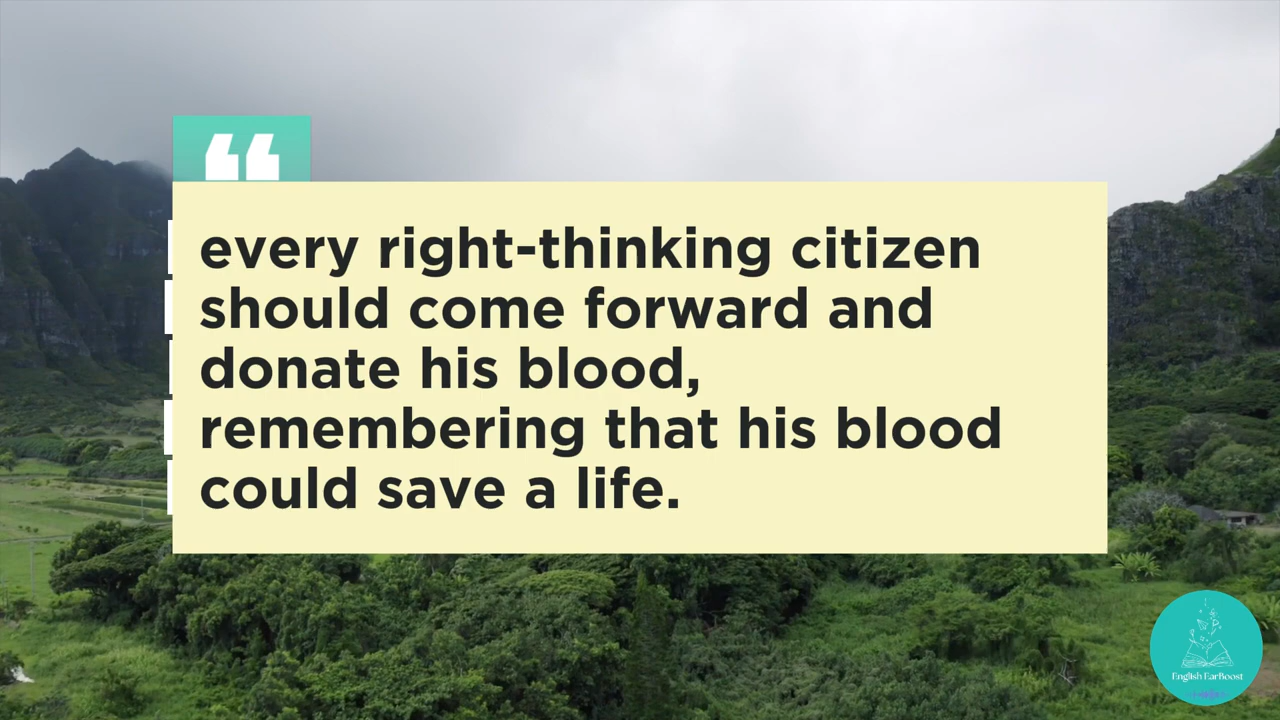 “
every right-thinking citizen
should come forward and
donate his blood,
remembering that his blood
could save a life.
English EarBoost